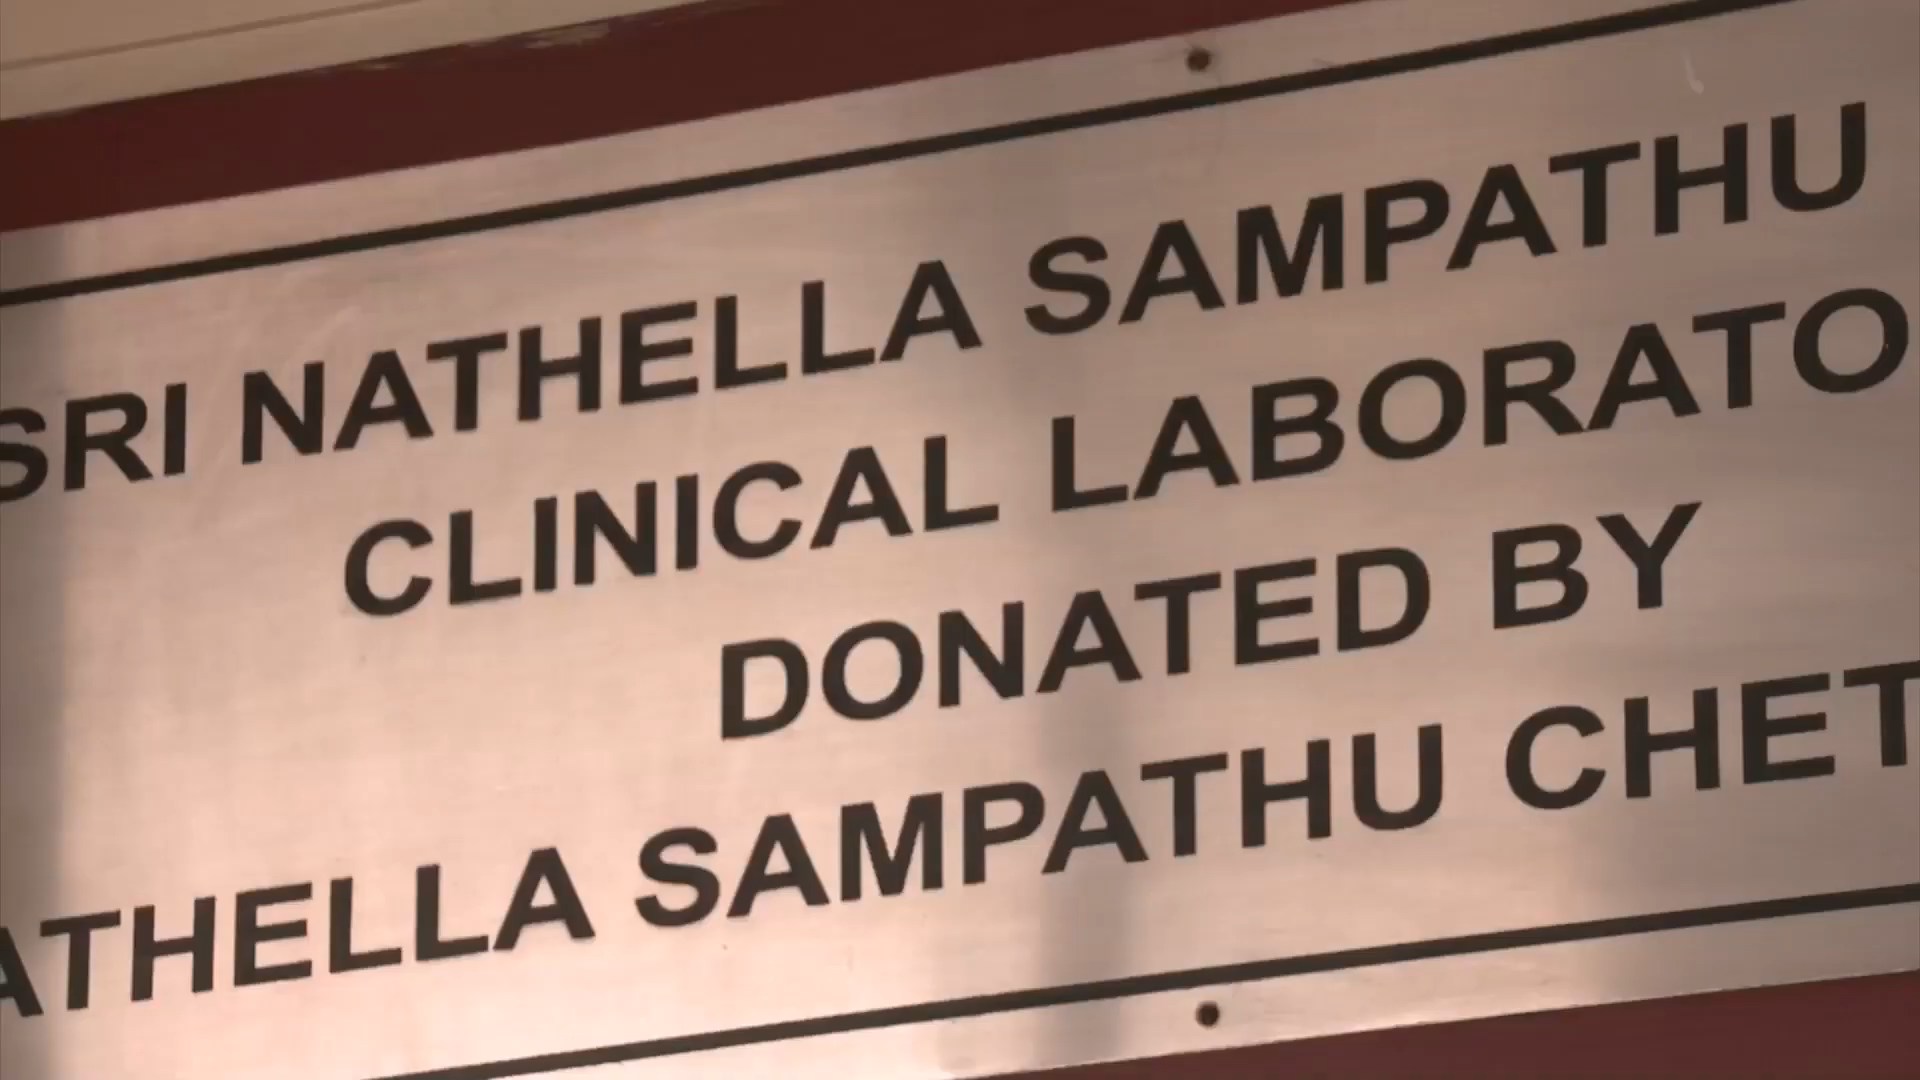 SRI NATHELLA SAMPATHU
CLINICAL LABORATO
DONATED BY
ATHELLA SAMPATHU CHET